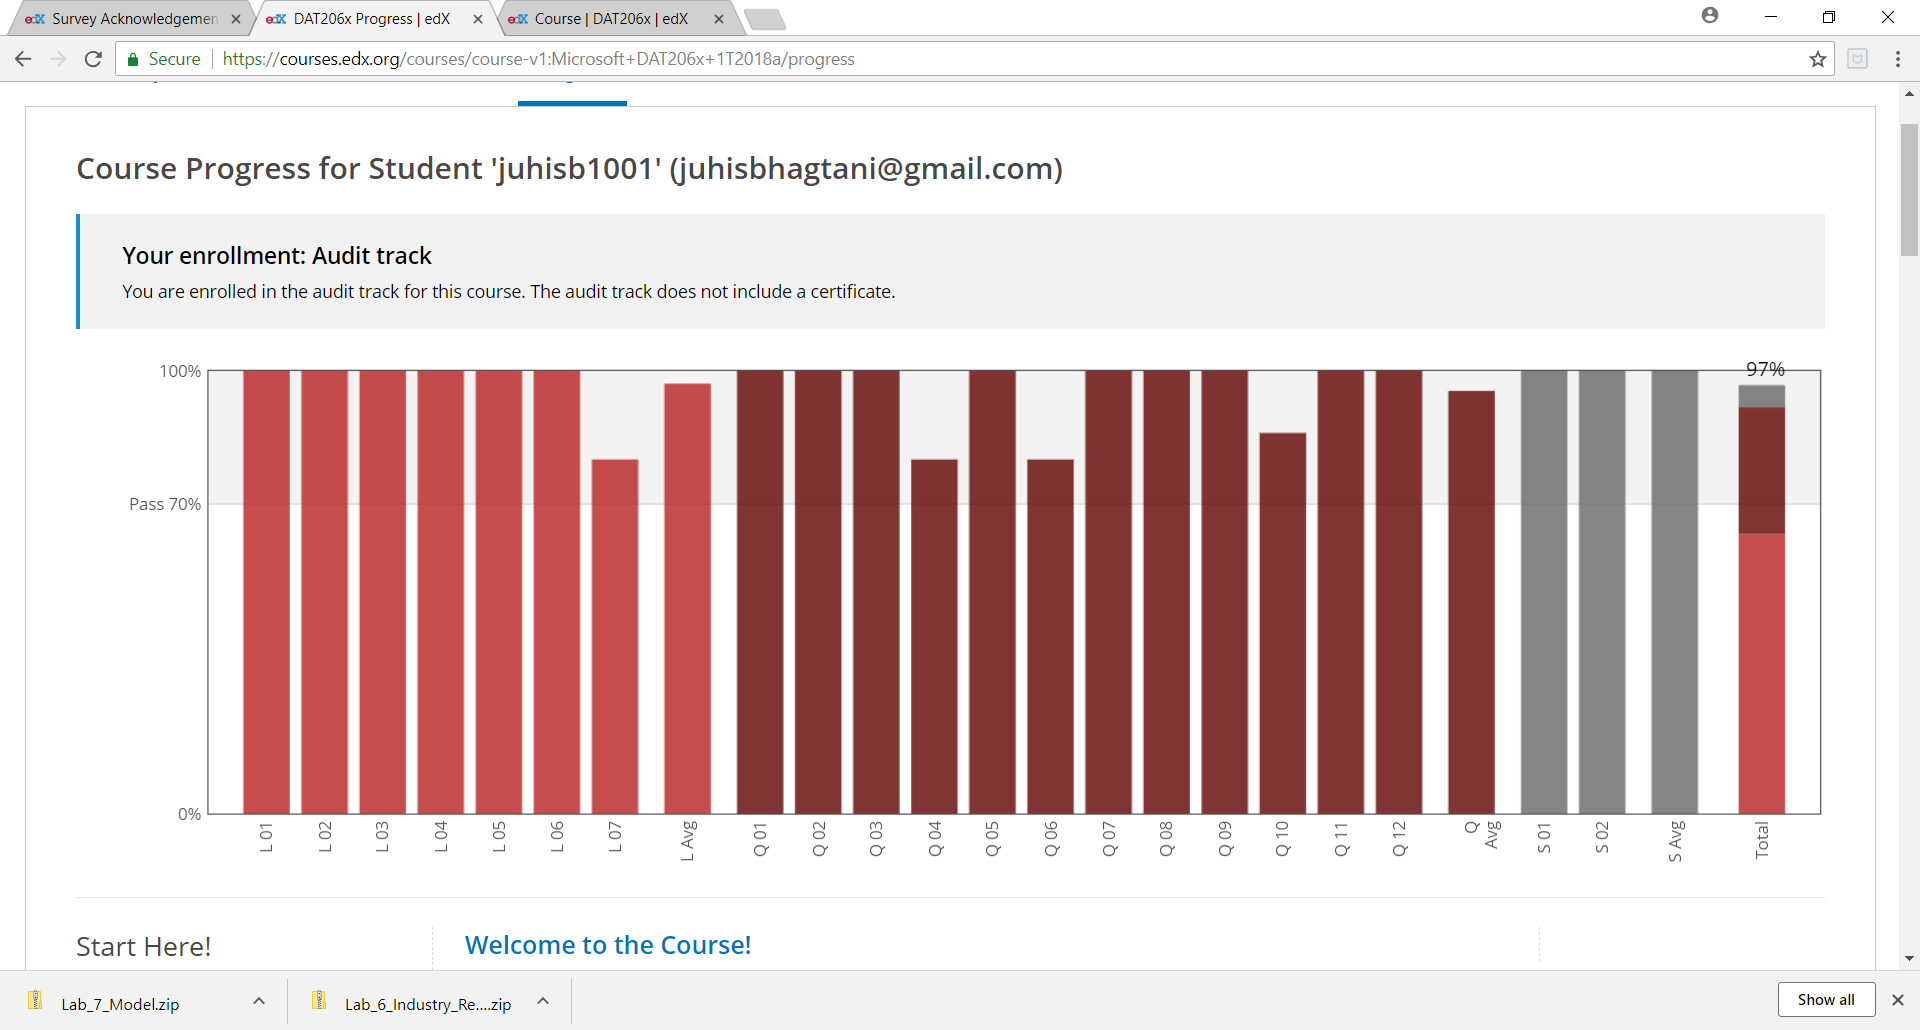 edX Survey Acknowledgemen
edX DAT206x Progress | edX
edX Course | DAT206x | edX
Secure https://courses.edx.org/courses/course-v1:Microsoft+DAT206x+1T2018a/progress
Course Progress for Student 'juhisb1001' (juhisbhagtani@gmail.com)
Your enrollment: Audit track
You are enrolled in the audit track for this course. The audit track does not include a certificate.
97%
100%
Pass 70%
0%
L 01
L 02
L 03
L 04
L 05
L 06
L 07
L Avg
Q 01
Q 02
Q 03
Q 04
Q 05
Q 06
Q 07
Q 08
Q 09
Q 10
Q 11
Q 12
Q
Avg
S 01
S 02
S Avg
Total
Start Here!
Welcome to the Course!
Lab_7_Model.zip
Lab_6_Industry_Re....zip
Show all